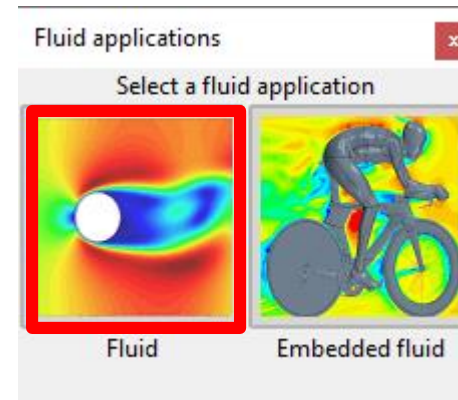 Fluid applications
x
Select a fluid application
Fluid
Embedded fluid